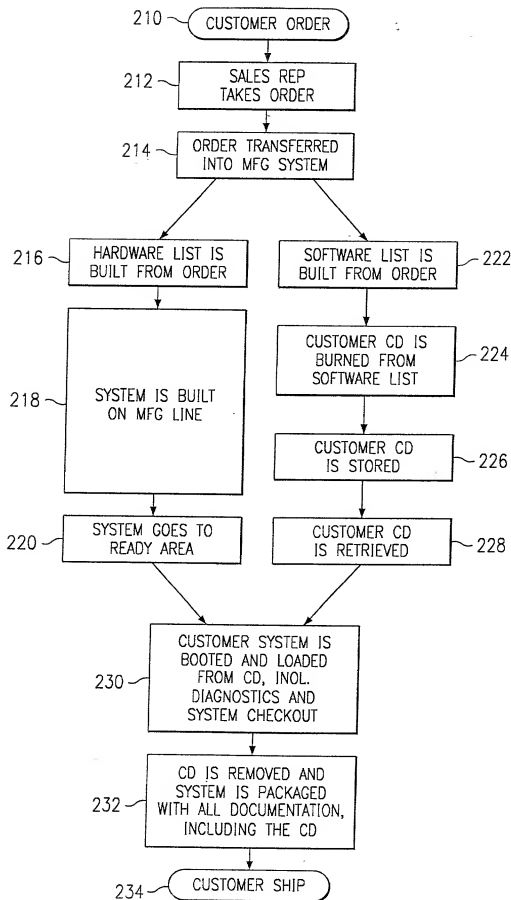 210
CUSTOMER ORDER
212
SALES REP
TAKES ORDER
214
ORDER TRANSFERRED
INTO MFG SYSTEM
216
HARDWARE LIST IS
BUILT FROM ORDER
218
SYSTEM IS BUILT
ON MFG LINE
220
SYSTEM GOES TO
READY AREA
SOFTWARE LIST IS
BUILT FROM ORDER
222
CUSTOMER CD IS
BURNED FROM
SOFTWARE LIST
224
CUSTOMER CD
IS STORED
226
CUSTOMER CD
IS RETRIEVED
228
230
CUSTOMER SYSTEM IS
BOOTED AND LOADED
FROM CD, INOL.
DIAGNOSTICS AND
SYSTEM CHECKOUT
232
CD IS REMOVED AND
SYSTEM IS PACKAGED
WITH ALL DOCUMENTATION,
INCLUDING THE CD
234
CUSTOMER SHIP